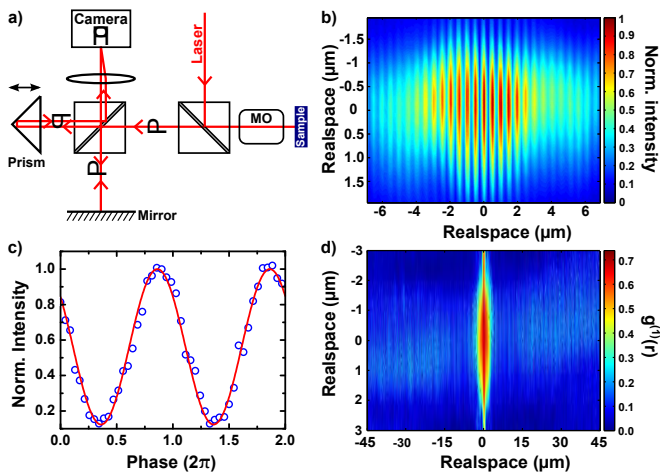 a)
Camera
P
Laser
MO
Sample
P
P
P
Prism
Mirror
b)
-1.5
-1
-0.5
0
0.5
1
1.5
Realspace (μm)
-6 -4 -2 0 2 4 6
Realspace (μm)
1
0.9
0.8
0.7
0.6
0.5
0.4
0.3
0.2
0.1
0
Norm. intensity
c)
1.0
0.8
0.6
0.4
0.2
Norm. Intensity
0.0 0.5 1.0 1.5 2.0
Phase (2π)
d)
-3
-2
-1
0
1
2
3
Realspace (μm)
-45 -30 -15 0 15 30 45
Realspace (μm)
0.7
0.6
0.5
0.4
0.3
0.2
0.1
0.0
g⁽¹⁾(r)